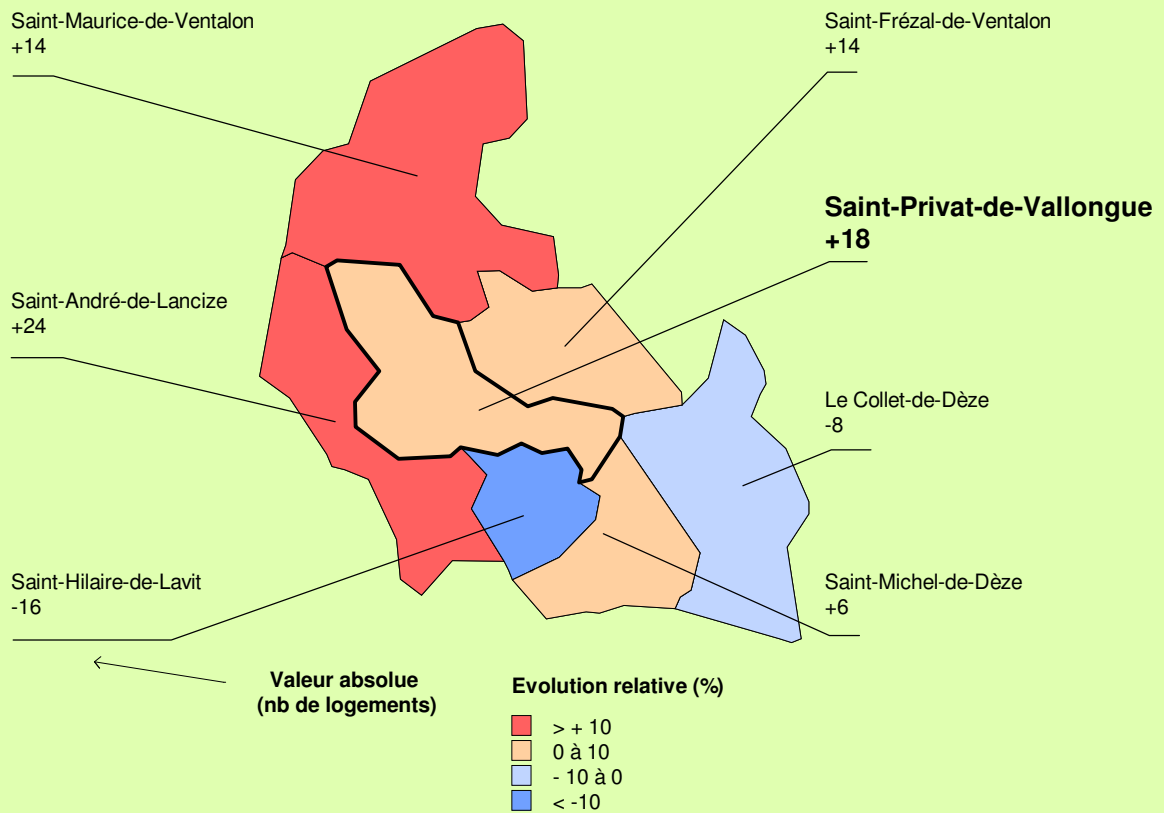 Saint-Maurice-de-Ventalon
+14
Saint-Frézal-de-Ventalon
+14
Saint-Privat-de-Vallongue
+18
Saint-André-de-Lancize
+24
Le Collet-de-Dèze
-8
Saint-Hilaire-de-Lavit
-16
Saint-Michel-de-Dèze
+6
Valeur absolue
(nb de logements)
Evolution relative (%)
> + 10
0 à 10
- 10 à 0
< -10